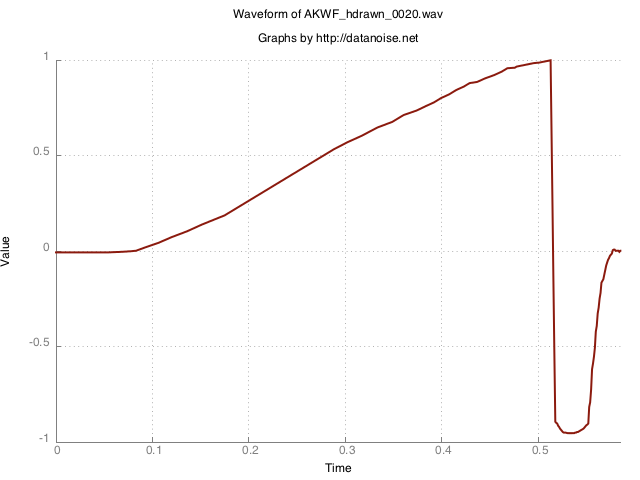 Waveform of AKWF_hdrawn_0020.wav
Graphs by http://datanoise.net
1
0.5
0
-0.5
-1
Value
0 0.1 0.2 0.3 0.4 0.5
Time